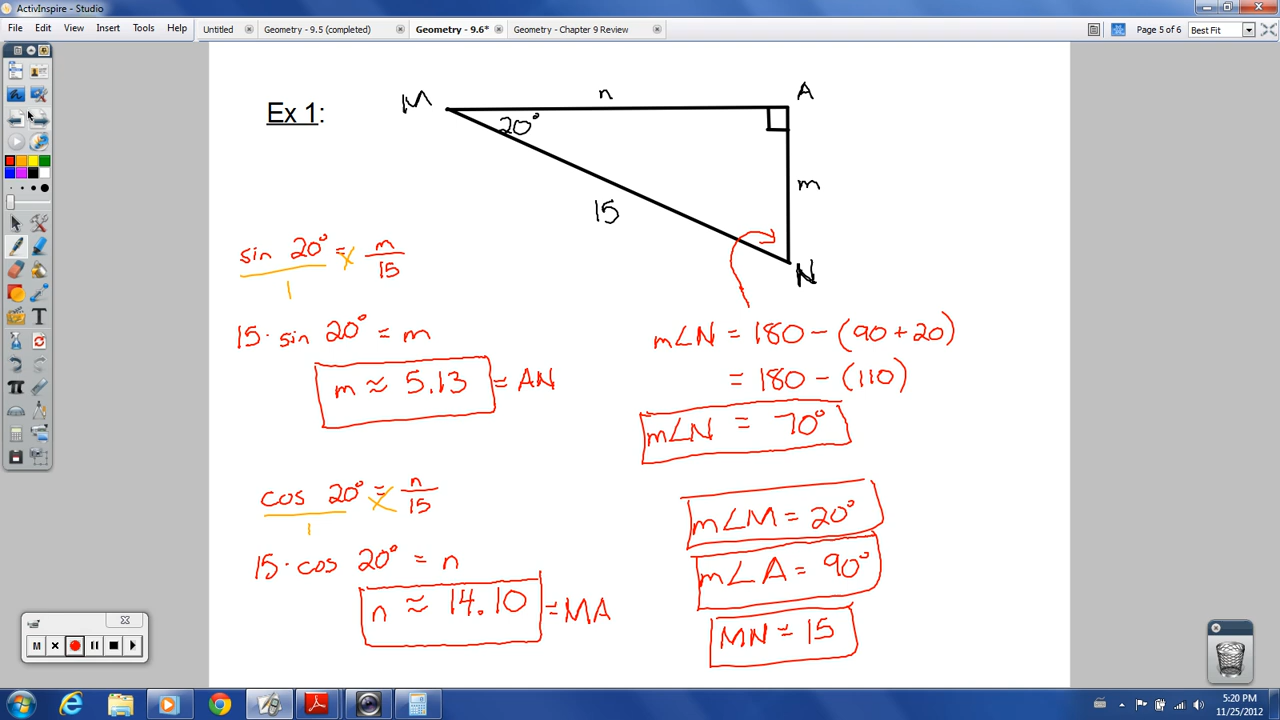 ActivInspire - Studio
File Edit View Insert Tools Help
Untitled Geometry - 9.5 (completed) Geometry - 9.6* Geometry - Chapter 9 Review
Page 5 of 6 Best Fit
Ex 1:
M n A
20°
m
15
N
sin 20° = m/15
1
15 · sin 20° = m
m ≈ 5.13 = AN
cos 20° = n/15
1
15 · cos 20° = n
n ≈ 14.10 = MA
m∠N = 180 - (90 + 20)
= 180 - (110)
m∠N = 70°
m∠M = 20°
m∠A = 90°
MN = 15
5:20 PM
11/25/2012